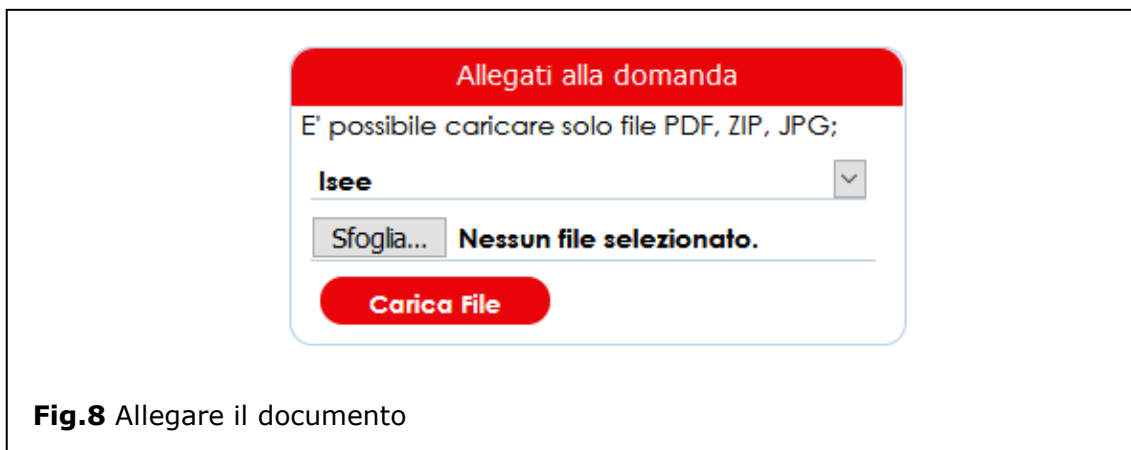 Allegati alla domanda
E' possibile caricare solo file PDF, ZIP, JPG;
Isee
Sfoglia... Nessun file selezionato.
Carica File
Fig.8 Allegare il documento